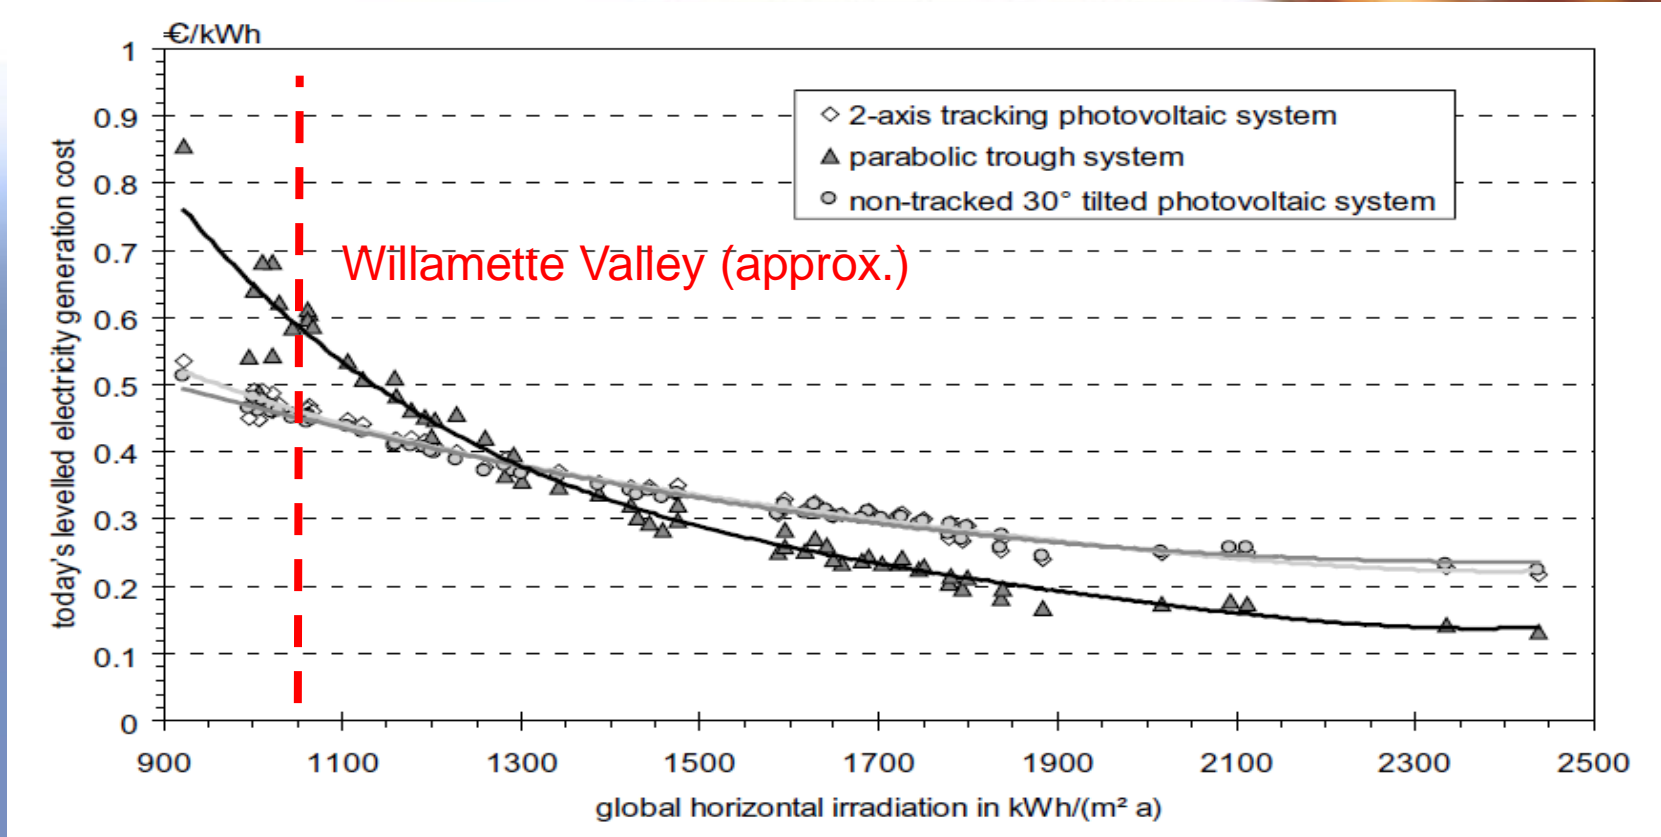 €/kWh
1
0.9
0.8
0.7
0.6
0.5
0.4
0.3
0.2
0.1
0
today's levelled electricity generation cost
2-axis tracking photovoltaic system
parabolic trough system
non-tracked 30° tilted photovoltaic system
Willamette Valley (approx.)
900 1100 1300 1500 1700 1900 2100 2300 2500
global horizontal irradiation in kWh/(m² a)